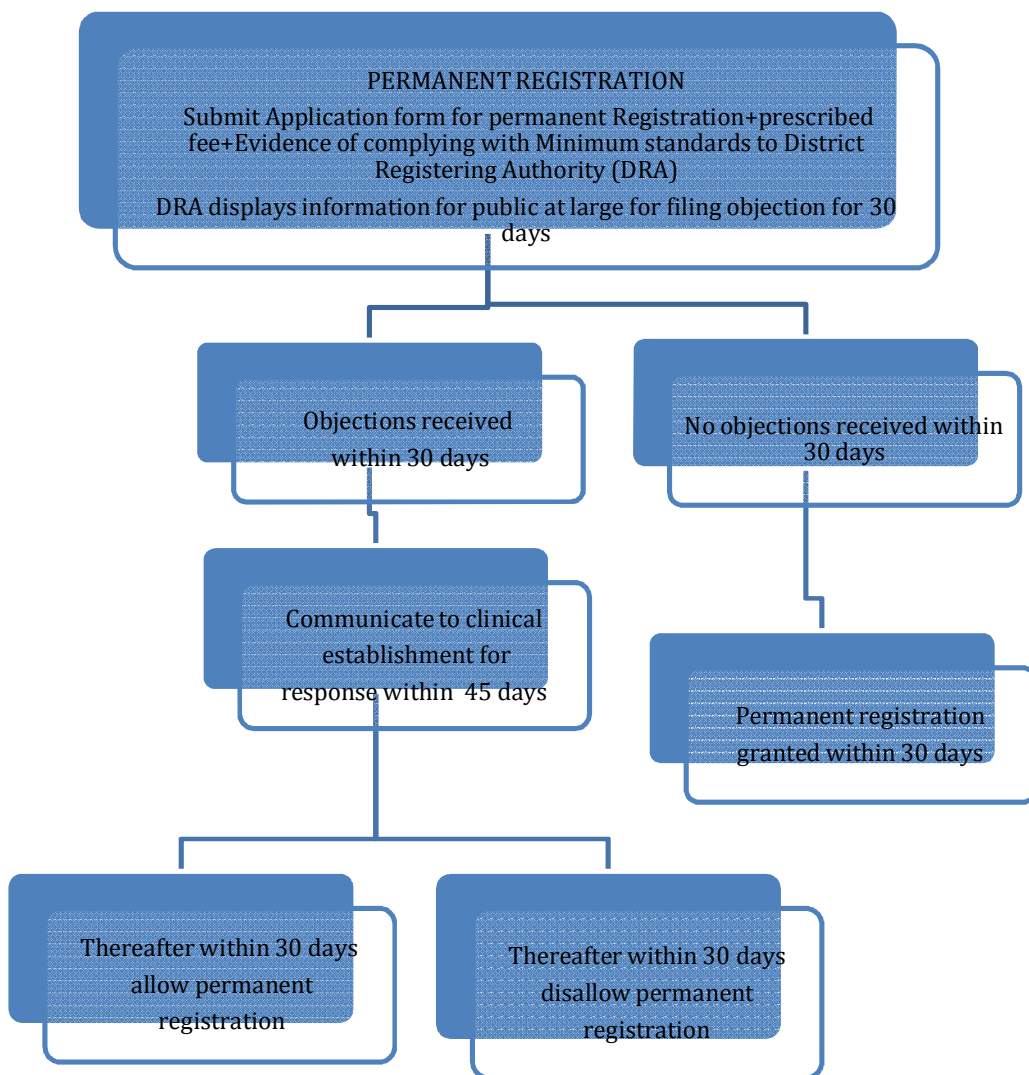 PERMANENT REGISTRATION
Submit Application form for permanent Registration+prescribed
fee+Evidence of complying with Minimum standards to District
Registering Authority (DRA)
DRA displays information for public at large for filing objection for 30
days
Objections received
within 30 days
No objections received within
30 days
Communicate to clinical
establishment for
response within 45 days
Permanent registration
granted within 30 days
Thereafter within 30 days
allow permanent
registration
Thereafter within 30 days
disallow permanent
registration